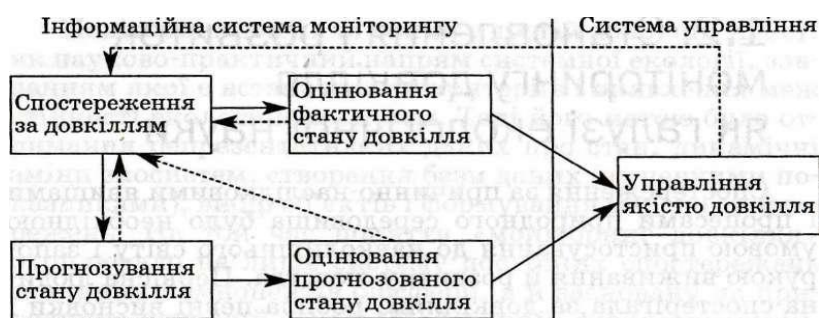 Інформаційна система моніторингу
Система управління
Спостереження
за довкіллям
Оцінювання
фактичного
стану довкілля
Управління
якістю довкілля
Прогнозування
стану довкілля
Оцінювання
прогнозованого
стану довкілля